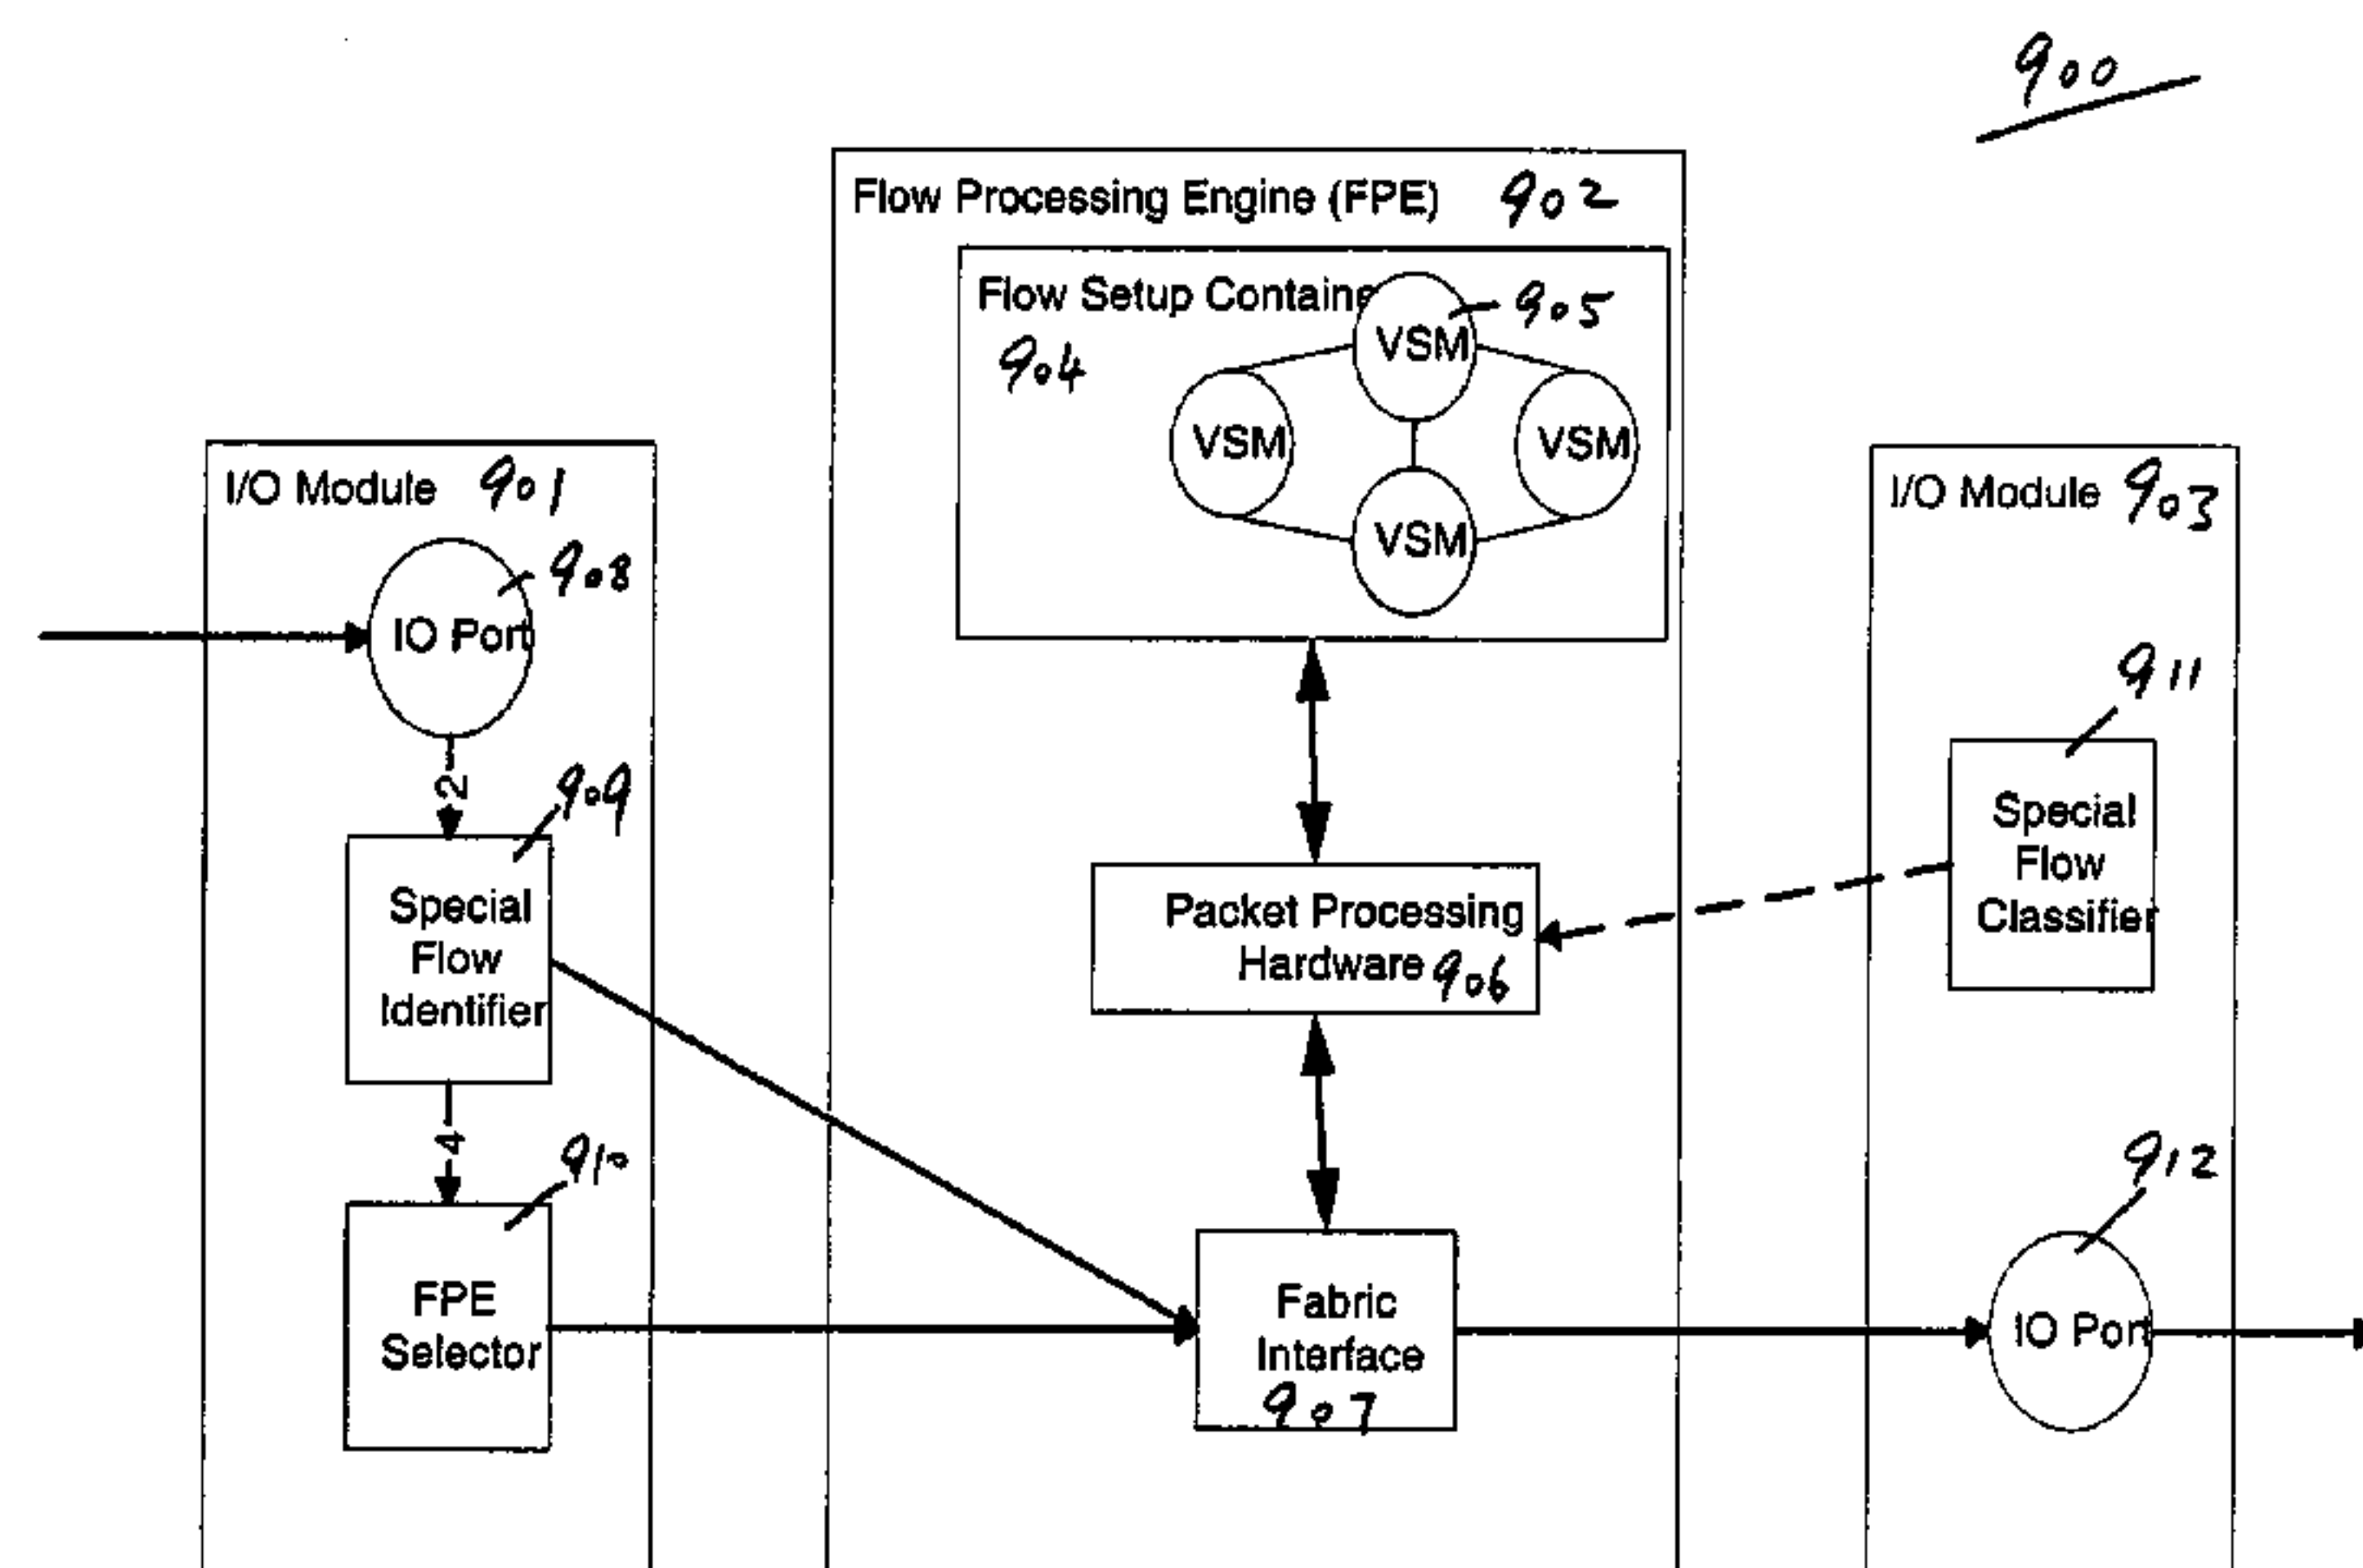 900
Flow Processing Engine (FPE) 902
Flow Setup Containe
904
VSM 905
VSM
VSM
VSM
I/O Module 901
908
IO Port
2
909
Special
Flow
Identifier
4
910
FPE
Selector
Packet Processing
Hardware 906
Fabric
Interface
907
I/O Module 903
911
Special
Flow
Classifier
912
IO Port